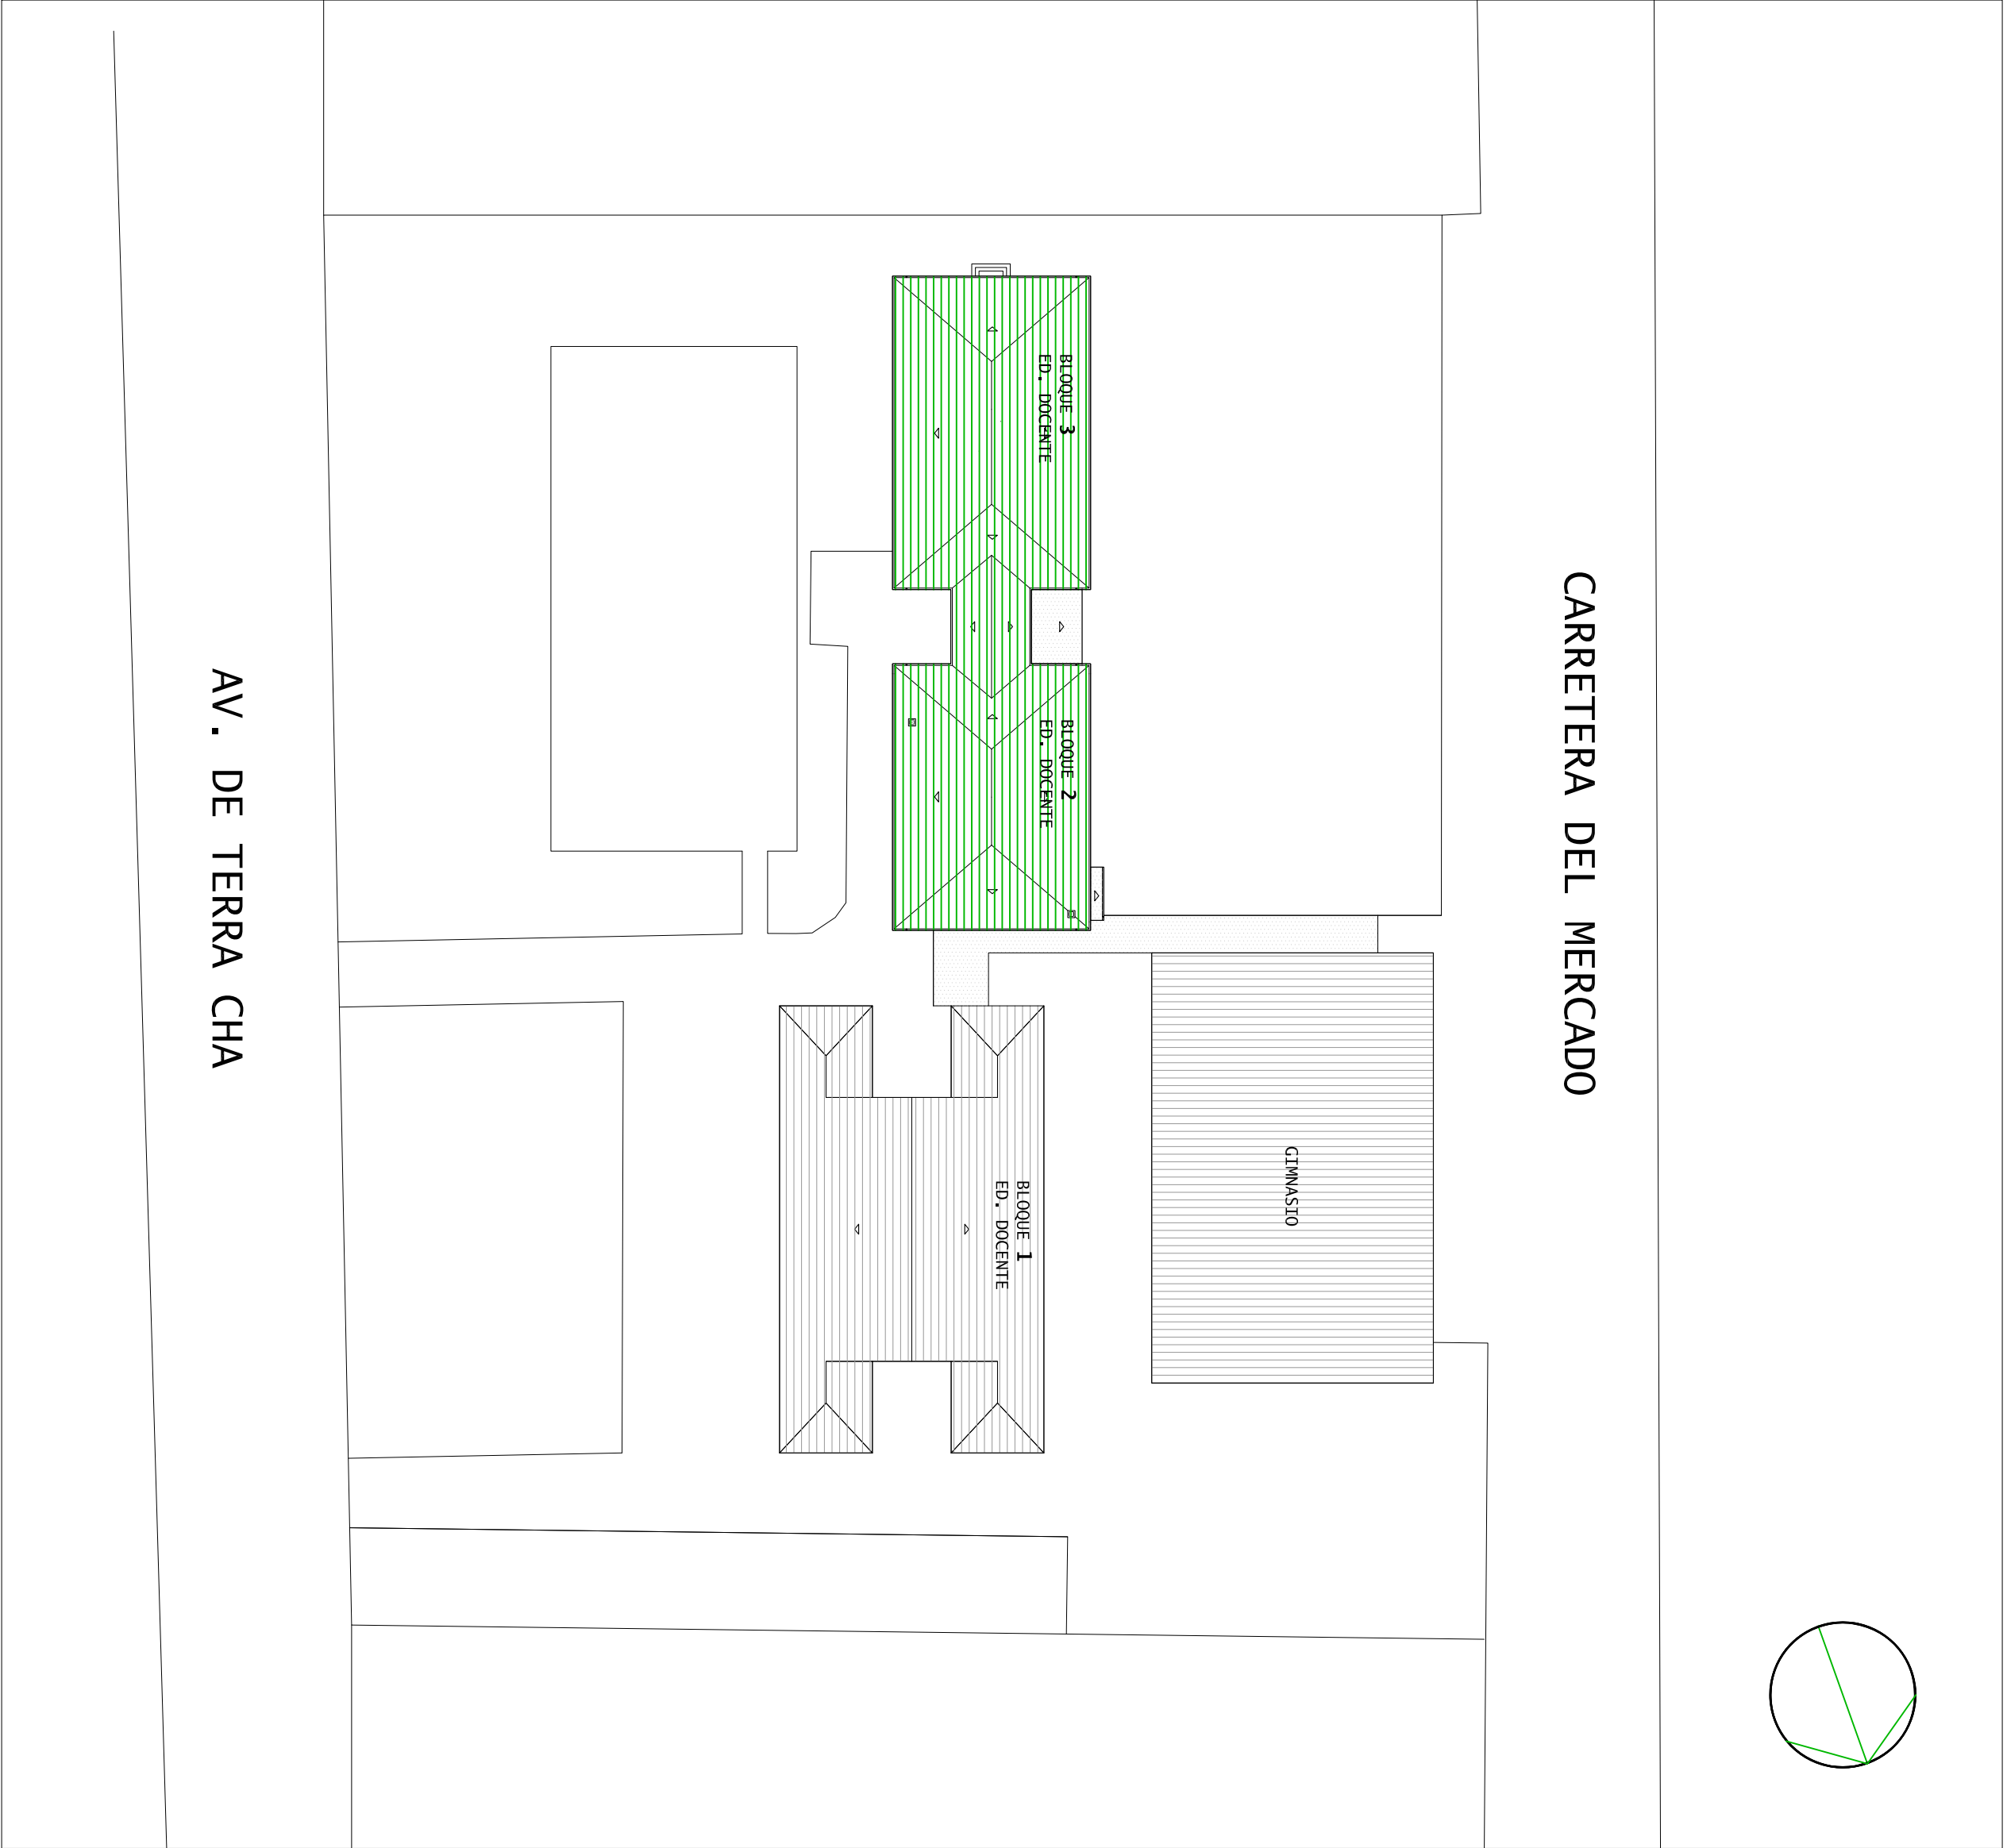 CARRETERA DEL MERCADO
BLOQUE 3
ED. DOCENTE
BLOQUE 2
ED. DOCENTE
GIMNASIO
BLOQUE 1
ED. DOCENTE
AV. DE TERRA CHA